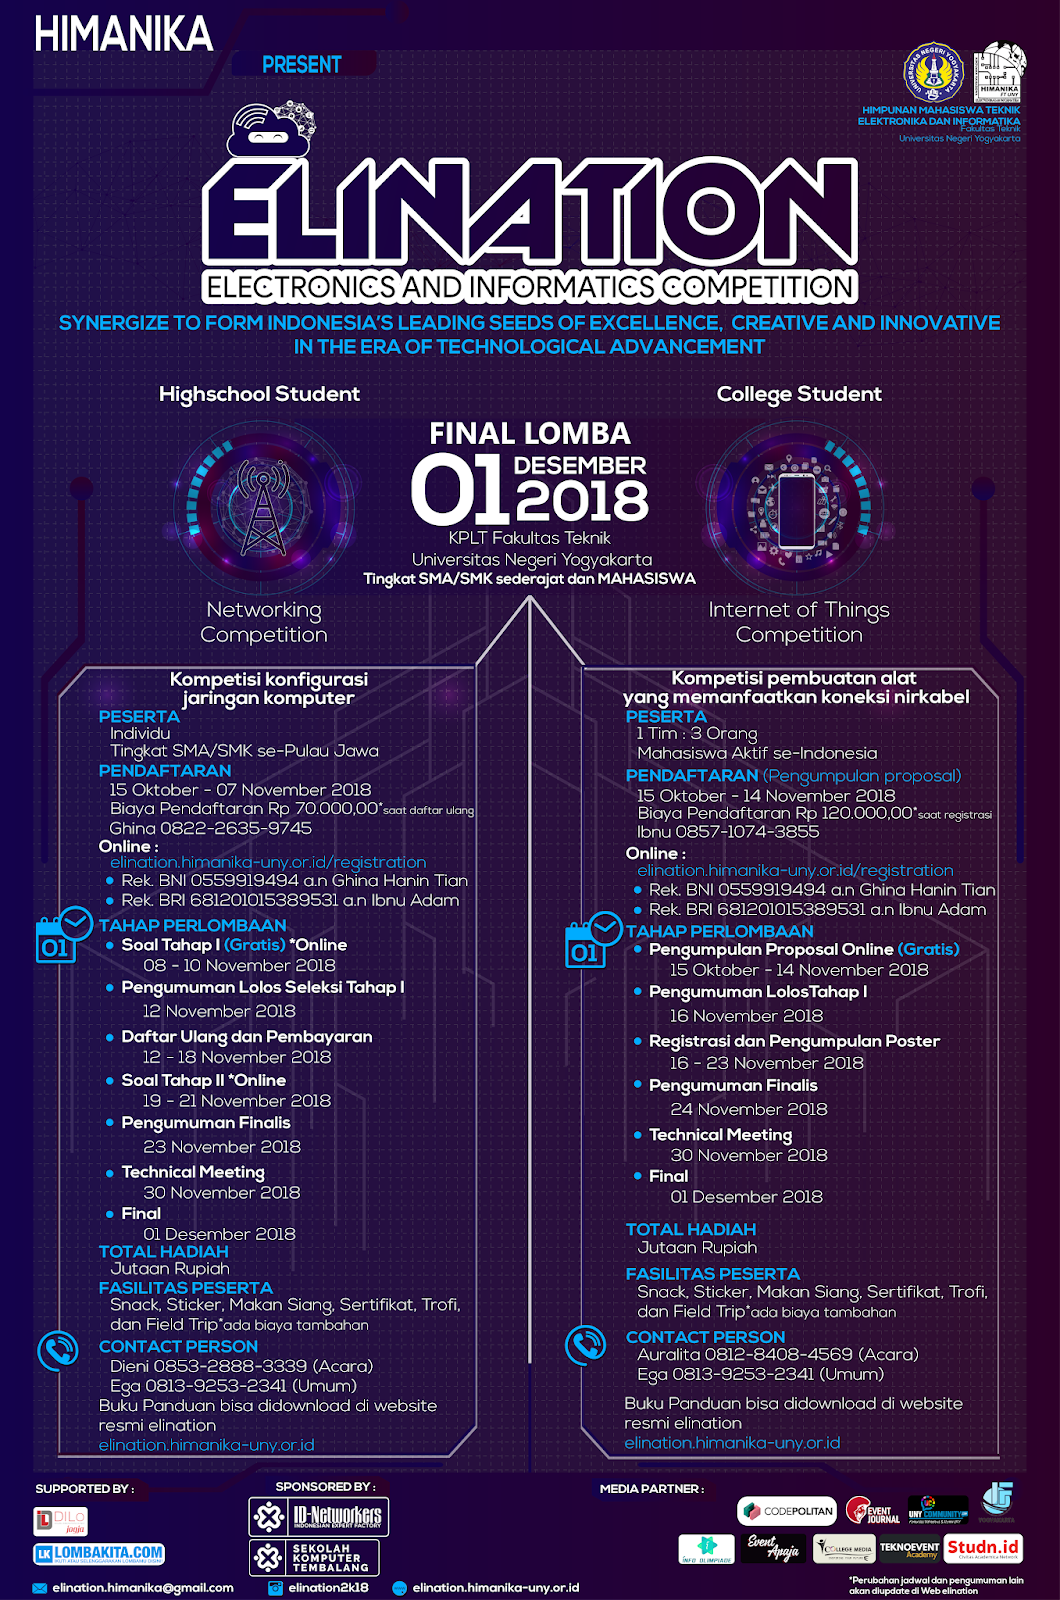 HIMANIKA
PRESENT
HIMANIKA
FT UNY
HIMPUNAN MAHASISWA TEKNIK
ELEKTRONIKA DAN INFORMATIKA
Fakultas Teknik
Universitas Negeri Yogyakarta
ELINATION
ELECTRONICS AND INFORMATICS COMPETITION
SYNERGIZE TO FORM INDONESIA'S LEADING SEEDS OF EXCELLENCE, CREATIVE AND INNOVATIVE
IN THE ERA OF TECHNOLOGICAL ADVANCEMENT
Highschool Student
College Student
FINAL LOMBA
01 DESEMBER
2018
KPLT Fakultas Teknik
Universitas Negeri Yogyakarta
Tingkat SMA/SMK sederajat dan MAHASISWA
Networking
Competition
Internet of Things
Competition
Kompetisi konfigurasi
jaringan komputer
PESERTA
Individu
Tingkat SMA/SMK se-Pulau Jawa
PENDAFTARAN
15 Oktober - 07 November 2018
Biaya Pendaftaran Rp 70.000,00*saat daftar ulang
Ghina 0822-2635-9745
Online :
elination.himanika-uny.or.id/registration
Rek. BNI 0559919494 a.n Ghina Hanin Tian
Rek. BRI 681201015389531 a.n Ibnu Adam
01
TAHAP PERLOMBAAN
Soal Tahap I (Gratis) *Online
08 - 10 November 2018
Pengumuman Lolos Seleksi Tahap I
12 November 2018
Daftar Ulang dan Pembayaran
12 - 18 November 2018
Soal Tahap II *Online
19 - 21 November 2018
Pengumuman Finalis
23 November 2018
Technical Meeting
30 November 2018
Final
01 Desember 2018
TOTAL HADIAH
Jutaan Rupiah
FASILITAS PESERTA
Snack, Sticker, Makan Siang, Sertifikat, Trofi,
dan Field Trip*ada biaya tambahan
CONTACT PERSON
Dieni 0853-2888-3339 (Acara)
Ega 0813-9253-2341 (Umum)
Buku Panduan bisa didownload di website
resmi elination
elination.himanika-uny.or.id
Kompetisi pembuatan alat
yang memanfaatkan koneksi nirkabel
PESERTA
1 Tim : 3 Orang
Mahasiswa Aktif se-Indonesia
PENDAFTARAN (Pengumpulan proposal)
15 Oktober - 14 November 2018
Biaya Pendaftaran Rp 120.000,00*saat registrasi
Ibnu 0857-1074-3855
Online :
elination.himanika-uny.or.id/registration
Rek. BNI 0559919494 a.n Ghina Hanin Tian
Rek. BRI 681201015389531 a.n Ibnu Adam
01
TAHAP PERLOMBAAN
Pengumpulan Proposal Online (Gratis)
15 Oktober - 14 November 2018
Pengumuman LolosTahap I
16 November 2018
Registrasi dan Pengumpulan Poster
16 - 23 November 2018
Pengumuman Finalis
24 November 2018
Technical Meeting
30 November 2018
Final
01 Desember 2018
TOTAL HADIAH
Jutaan Rupiah
FASILITAS PESERTA
Snack, Sticker, Makan Siang, Sertifikat, Trofi,
dan Field Trip*ada biaya tambahan
CONTACT PERSON
Auralita 0812-8408-4569 (Acara)
Ega 0813-9253-2341 (Umum)
Buku Panduan bisa didownload di website
resmi elination
elination.himanika-uny.or.id
SUPPORTED BY :
DILo
jogja
LK LOMBAKITA.COM
SPONSORED BY :
ID-Networkers
INDONESIAN EXPERT FACTORY
SEKOLAH
KOMPUTER
TEMBALANG
MEDIA PARTNER :
CODEPOLITAN
EVENT
JOURNAL
UNY COMMUNITY
INFO OLIMPIADE
Event
Apaja
COLLEGE MEDIA
TEKNOEVENT
Academy
Studn.id
Civitas Academica Network
elination.himanika@gmail.com
elination2k18
elination.himanika-uny.or.id
*Perubahan jadwal dan pengumuman lain
akan diupdate di Web elination